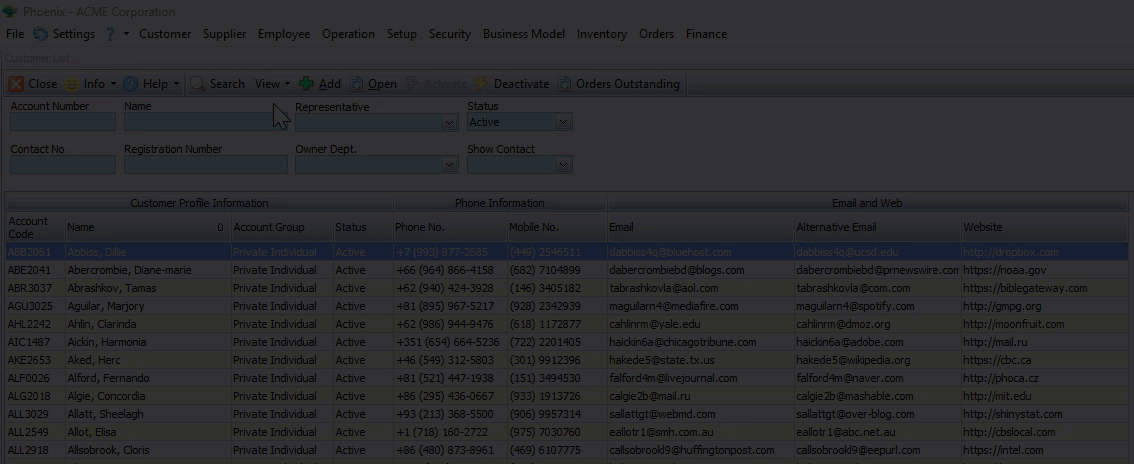 Phoenix - ACME Corporation
File Settings ? Customer Supplier Employee Operation Setup Security Business Model Inventory Orders Finance
Customer List
Close Info Help Search View Add Open Activate Deactivate Orders Outstanding
Account Number Name Representative Status
Active
Contact No Registration Number Owner Dept. Show Contact
Customer Profile Information Phone Information Email and Web
Account Code Name Account Group Status Phone No. Mobile No. Email Alternative Email Website
ABB2061 Abbiss, Dillie Private Individual Active +7 (993) 877-2685 (449) 2546511 dabbiss4q@bluehost.com dabbiss4q@ucsd.edu http://dropbox.com
ABE2041 Abercrombie, Diane-marie Private Individual Active +66 (964) 866-4158 (682) 7104899 dabercrombiebd@blogs.com dabercrombiebd@prnewswire.com https://noaa.gov
ABR3037 Abrashkov, Tamas Private Individual Active +62 (940) 424-3928 (146) 3405182 tabrashkovla@aol.com tabrashkovla@com.com https://biblegateway.com
AGU3025 Aguilar, Marjory Private Individual Active +81 (895) 967-5217 (928) 2342939 maguilarn4@mediafire.com maguilarn4@spotify.com http://gmpg.org
AHL2242 Ahlin, Clarinda Private Individual Active +62 (986) 944-9476 (618) 1172877 cahlinrm@yale.edu cahlinrm@dmoz.org http://moonfruit.com
AIC1487 Aickin, Harmonia Private Individual Active +351 (654) 664-5236 (722) 2201405 haickin6a@chicagotribune.com haickin6a@adobe.com http://mail.ru
AKE2653 Aked, Herc Private Individual Active +46 (549) 312-5803 (301) 9912396 hakede5@state.tx.us hakede5@wikipedia.org https://cbc.ca
ALF0026 Alford, Fernando Private Individual Active +81 (521) 447-1938 (151) 3494530 falford4m@livejournal.com falford4m@naver.com http://phoca.cz
ALG2018 Algie, Concordia Private Individual Active +86 (295) 436-0667 (933) 1913726 calgie2b@mail.ru calgie2b@mashable.com http://mit.edu
ALL3029 Allatt, Sheelagh Private Individual Active +93 (213) 368-5500 (906) 9957314 sallattgt@webmd.com sallattgt@over-blog.com http://shinystat.com
ALL2549 Allot, Elisa Private Individual Active +1 (718) 160-2722 (975) 7030760 eallotr1@smh.com.au eallotr1@abc.net.au http://cbslocal.com
ALL2918 Allsobrook, Cloris Private Individual Active +86 (480) 873-8961 (469) 6107775 callsobrookl9@huffingtonpost.com callsobrookl9@eepurl.com https://intel.com